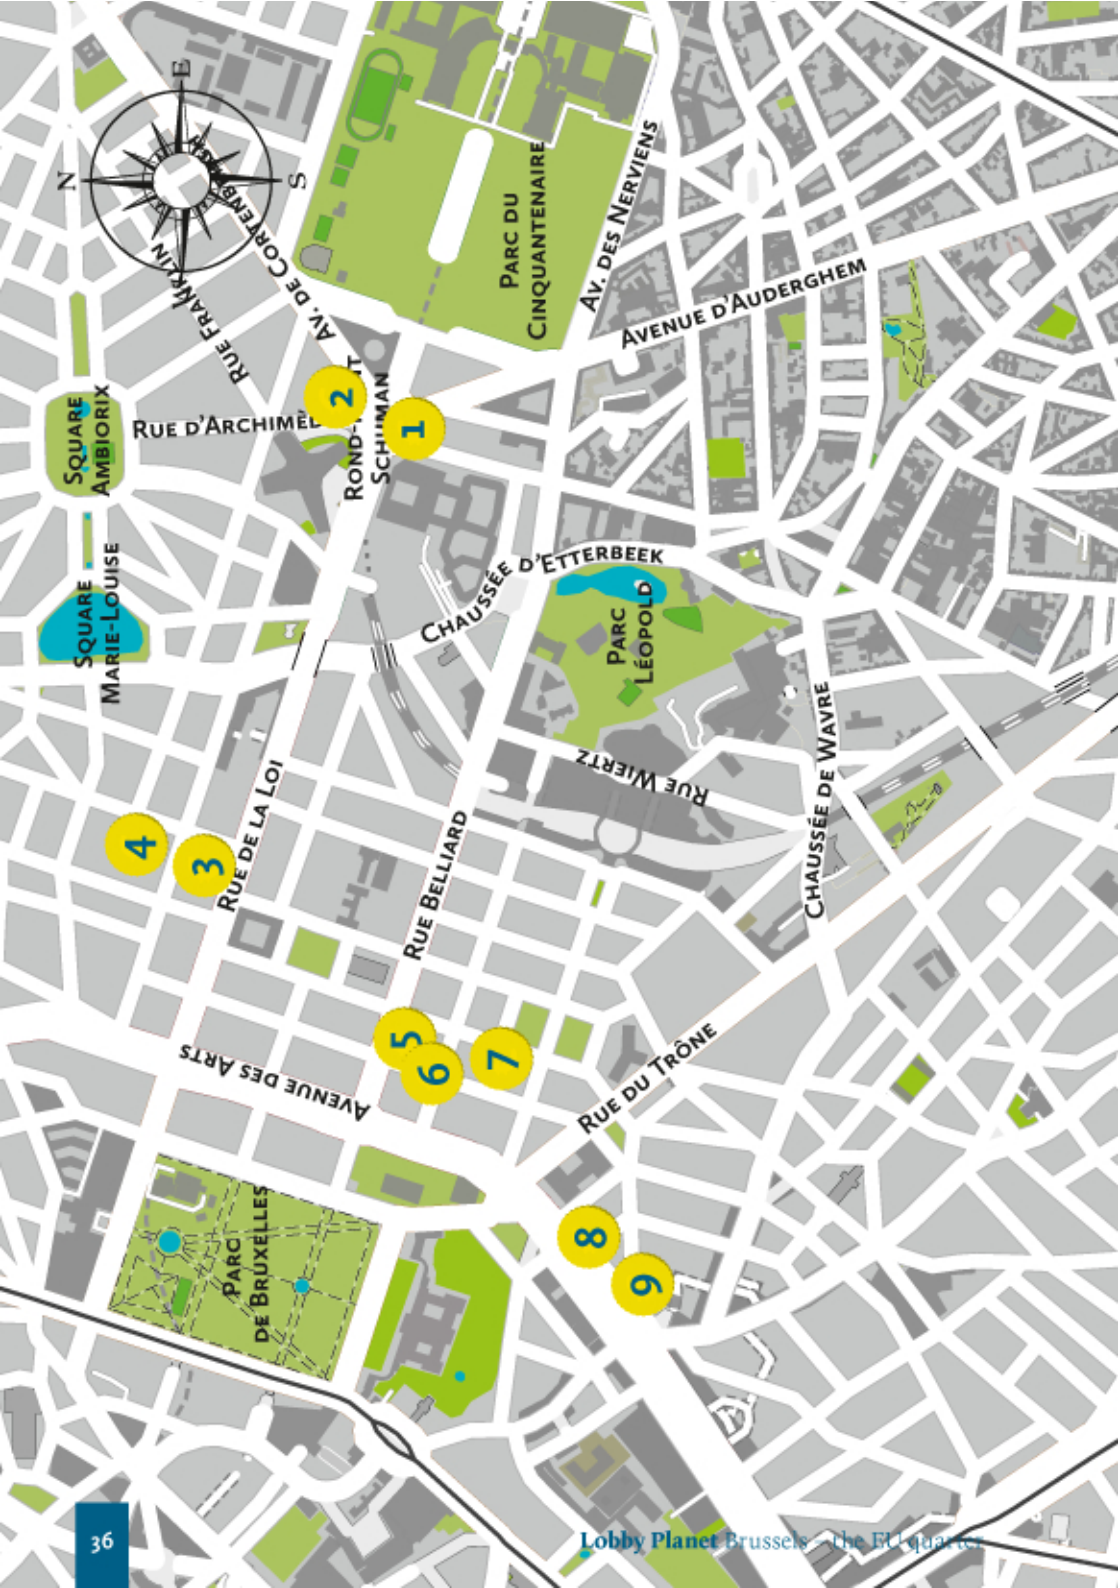 E
N
S
Rue Franklin
Av. de Cortenber
Parc du
Cinquantenaire
Av. des Nerviens
Avenue d'Auderghem
Square
Ambiorix
Rue d'Archimèd
2
Rond-
t
Schuman
1
Square
Marie-Louise
Chaussée d'Etterbeek
Parc
Léopold
Rue Wiertz
Chaussée de Wavre
4
3
Rue de la Loi
Rue Belliard
5
6
7
Avenue des Arts
Rue du Trône
Parc
de Bruxelles
8
9
36
Lobby Planet Brussels – the EU quarter